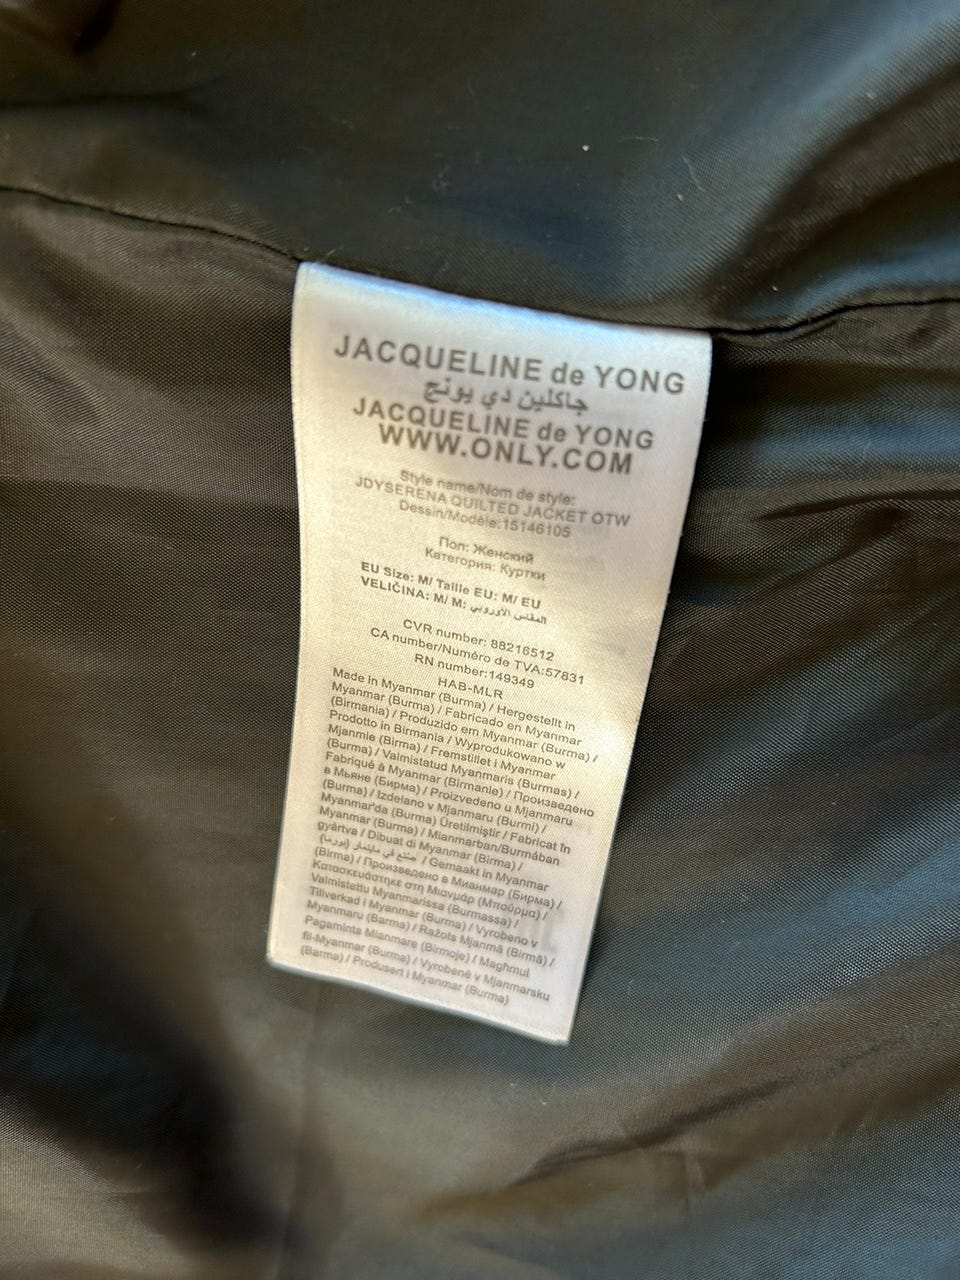 JACQUELINE de YONG
جاكلين دي يونج
JACQUELINE de YONG
WWW.ONLY.COM
Style name/Nom de style:
JDYSERENA QUILTED JACKET OTW
Dessin/Modèle:15146105
Пол: Женский
Категория: Куртки
EU Size: M/ Taille EU: M/ EU
VELIČINA: M/ M: المقاس الأوروبي
CVR number: 88216512
CA number/Numéro de TVA:57831
RN number:149349
HAB-MLR
Made in Myanmar (Burma) / Hergestellt in
Myanmar (Burma) / Fabricado en Myanmar
(Birmania) / Produzido em Myanmar (Burma) /
Prodotto in Birmania / Wyprodukowano w
Mjanmie (Birma) / Fremstillet i Myanmar
(Burma) / Valmistatud Myanmaris (Burmas) /
Fabriqué à Myanmar (Birmanie) / Произведено
в Мьяне (Бирма) / Proizvedeno u Mjanmaru
(Burma) / Izdelano v Mjanmaru (Burmi) /
Myanmar'da (Burma) Üretilmiştir / Fabricat în
Myanmar (Burma) / Mianmarban/Burmában
gyártva / Dibuat di Myanmar (Birma) /
صنع في ماينمار (بورما) / Gemaakt in Myanmar
(Birma) / Произведено в Мианмар (Бирма) /
Κατασκευάστηκε στη Μιανμάρ (Μπούρμα) /
Valmistettu Myanmarissa (Burmassa) /
Tillverkad i Myanmar (Burma) / Vyrobeno v
Myanmaru (Barma) / Ražots Mjanmā (Birmā) /
Pagaminta Mianmare (Birmoje) / Magħmul
fil-Myanmar (Burma) / Vyrobené v Mjanmarsku
(Barma) / Produsert i Myanmar (Burma)